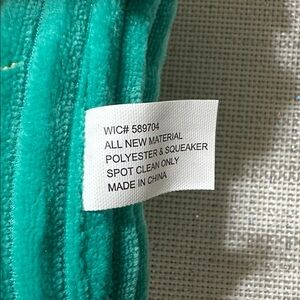 WIC# 589704
ALL NEW MATERIAL
POLYESTER & SQUEAKER
SPOT CLEAN ONLY
MADE IN CHINA